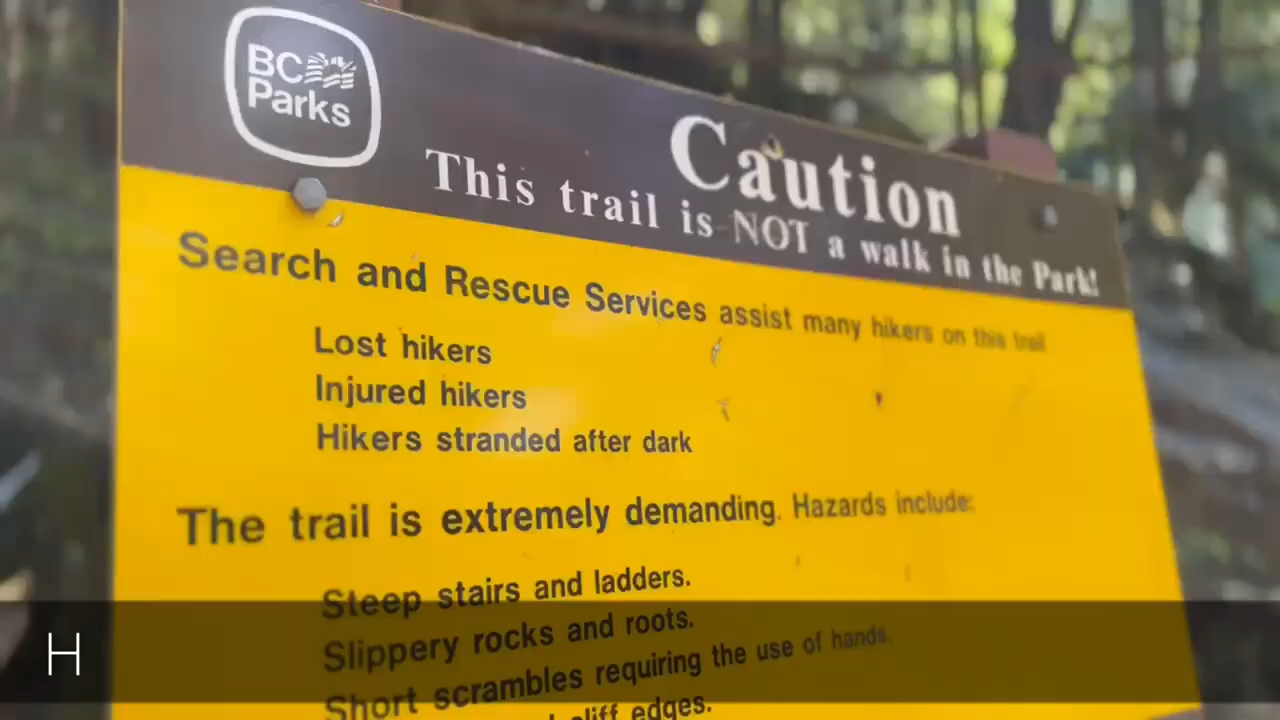 BC
Parks
Caution
This trail is NOT a walk in the Park!
Search and Rescue Services assist many hikers on this trail
Lost hikers
Injured hikers
Hikers stranded after dark
The trail is extremely demanding. Hazards include:
Steep stairs and ladders.
Slippery rocks and roots.
Short scrambles requiring the use of hands.
cliff edges.
H